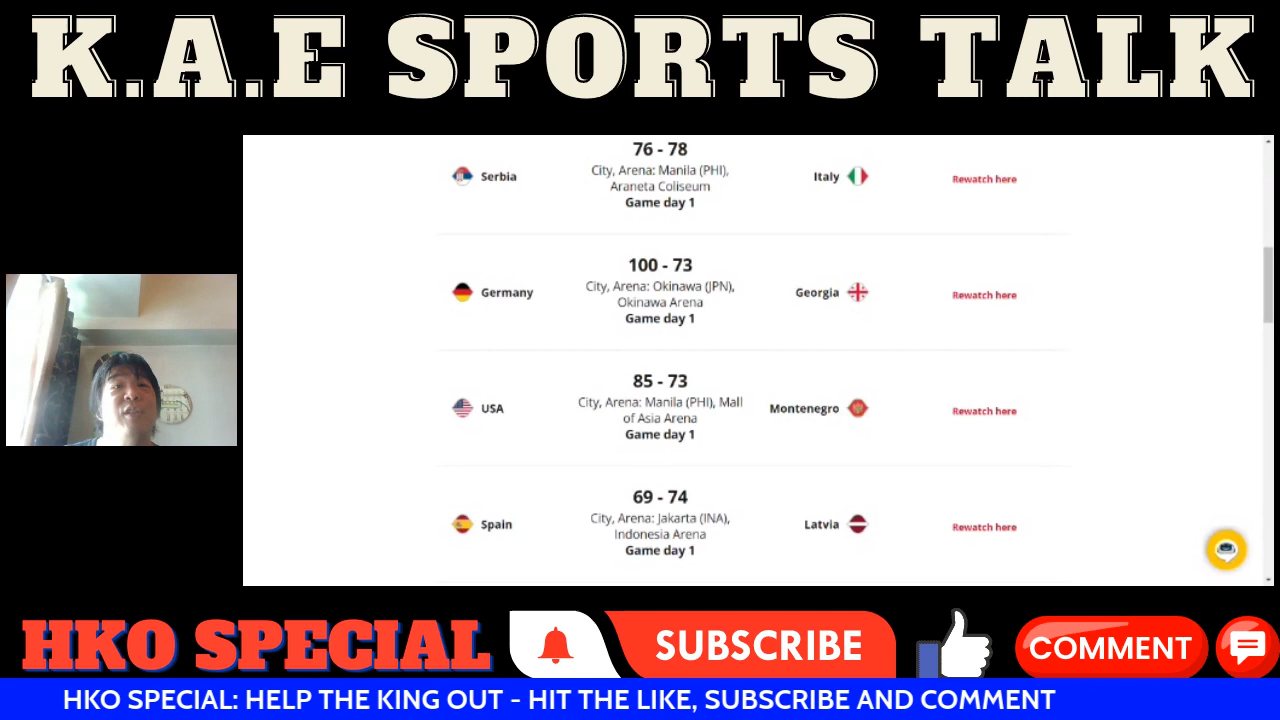 K.A.E SPORTS TALK
76 - 78
Serbia
City, Arena: Manila (PHI),
Araneta Coliseum
Game day 1
Italy
Rewatch here
100 - 73
Germany
City, Arena: Okinawa (JPN),
Okinawa Arena
Game day 1
Georgia
Rewatch here
85 - 73
USA
City, Arena: Manila (PHI), Mall
of Asia Arena
Game day 1
Montenegro
Rewatch here
69 - 74
Spain
City, Arena: Jakarta (INA),
Indonesia Arena
Game day 1
Latvia
Rewatch here
HKO SPECIAL
SUBSCRIBE
COMMENT
HKO SPECIAL: HELP THE KING OUT - HIT THE LIKE, SUBSCRIBE AND COMMENT